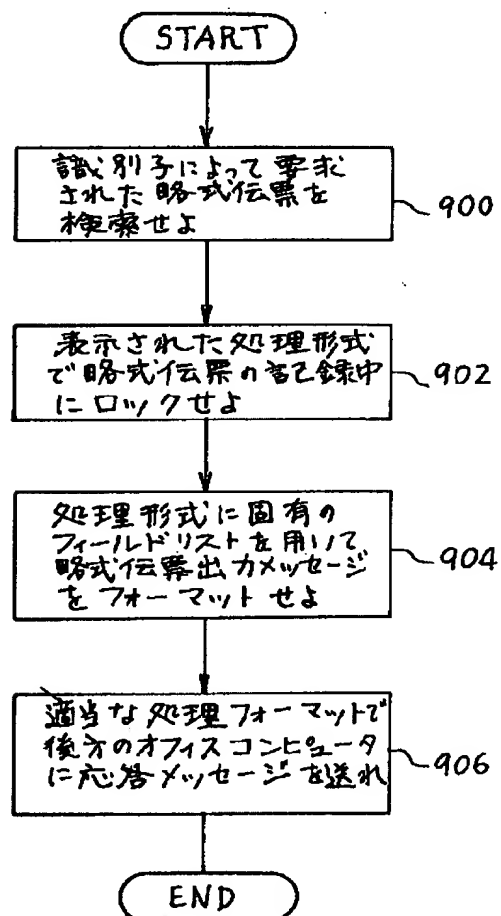 START
識別子によって要求
された略式伝票を
検索せよ
900
表示された処理形式
で略式伝票の記録中
にロックせよ
902
処理形式に固有の
フィールドリストを用いて
略式伝票出力メッセージ
をフォーマットせよ
904
適当な処理フォーマットで
後方のオフィスコンピュータ
に応答メッセージを送れ
906
END